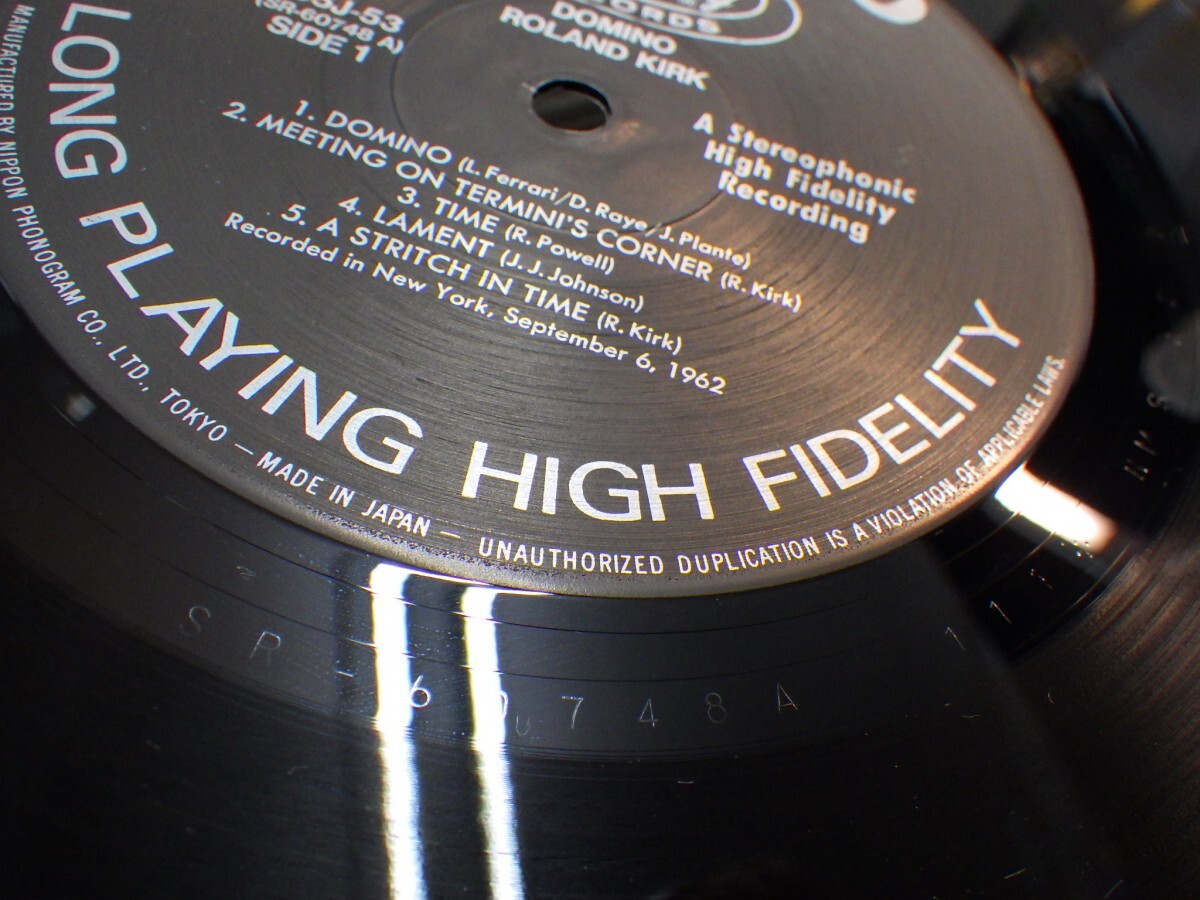 J-53
(SR-60748 A)
SIDE 1
DOMINO
ROLAND KIRK
A Stereophonic
High Fidelity
Recording
1. DOMINO (L. Ferrari/D. Raye/J. Plante)
2. MEETING ON TERMINI'S CORNER (R. Kirk)
3. TIME (R. Powell)
4. LAMENT (J. J. Johnson)
5. A STRITCH IN TIME (R. Kirk)
Recorded in New York, September 6, 1962
LONG PLAYING HIGH FIDELITY
MANUFACTURED BY NIPPON PHONOGRAM CO., LTD., TOKYO — MADE IN JAPAN — UNAUTHORIZED DUPLICATION IS A VIOLATION OF APPLICABLE LAWS.
SR-60748A 111